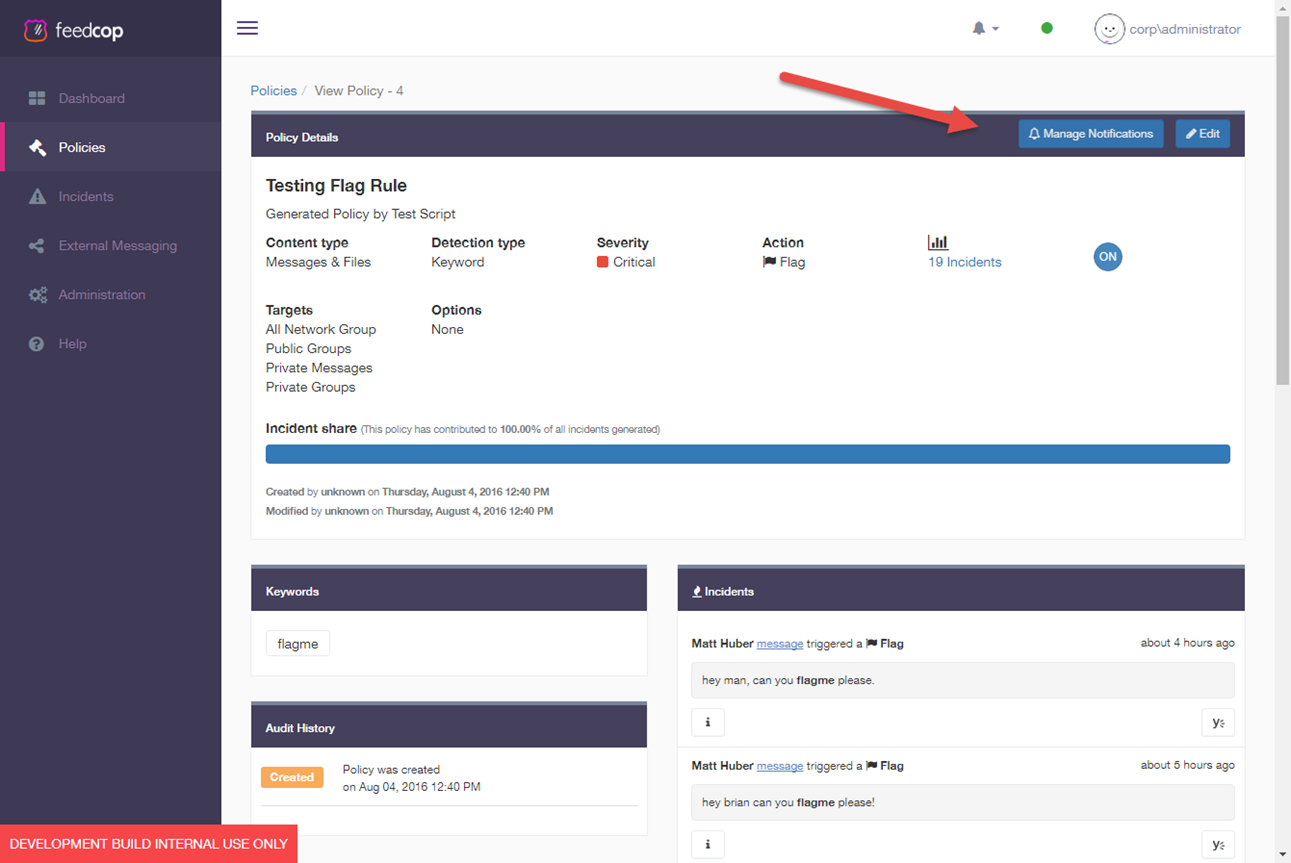 feedcop
corp\administrator
Dashboard
Policies
Incidents
External Messaging
Administration
Help
Policies / View Policy - 4
Policy Details
Manage Notifications
Edit
Testing Flag Rule
Generated Policy by Test Script
Content type
Messages & Files
Detection type
Keyword
Severity
Critical
Action
Flag
19 Incidents
ON
Targets
All Network Group
Public Groups
Private Messages
Private Groups
Options
None
Incident share (This policy has contributed to 100.00% of all incidents generated)
Created by unknown on Thursday, August 4, 2016 12:40 PM
Modified by unknown on Thursday, August 4, 2016 12:40 PM
Keywords
flagme
Audit History
Created
Policy was created
on Aug 04, 2016 12:40 PM
Incidents
Matt Huber message triggered a Flag
about 4 hours ago
hey man, can you flagme please.
Matt Huber message triggered a Flag
about 5 hours ago
hey brian can you flagme please!
DEVELOPMENT BUILD INTERNAL USE ONLY